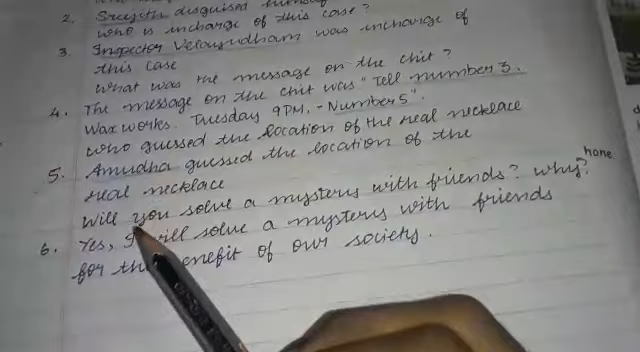 2. Sreejith disguised himself
who is incharge of this case?
3. Inspector Velayudham was incharge of
this case
What was the message on the chit?
4. The message on the chit was "Tell number 3.
Wax works. Tuesday 9PM. - Number 5".
who guessed the location of the real necklace
5. Anudha guessed the location of the
real necklace
will you solve a mystery with friends? why?
6. Yes, I will solve a mystery with friends
for the benefit of our society.